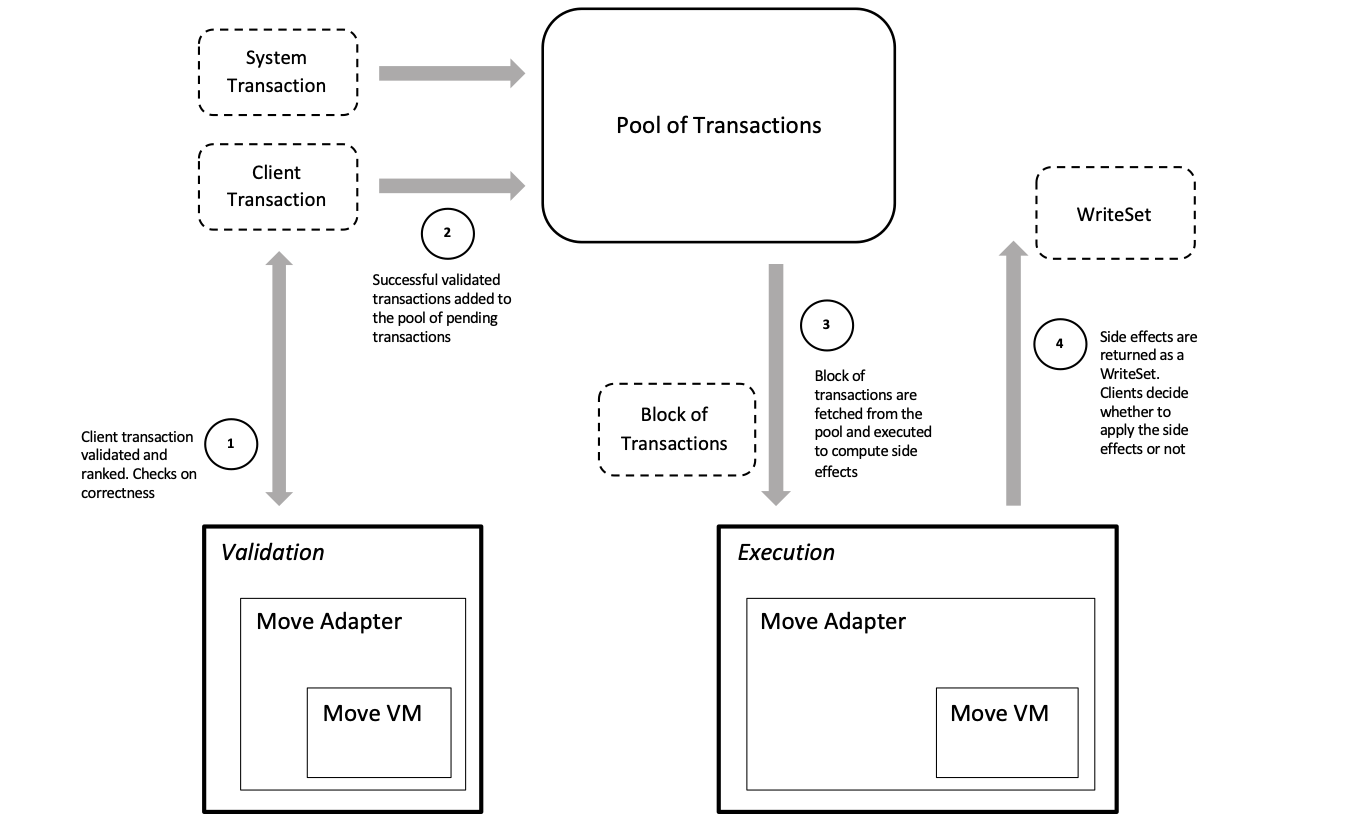 System
Transaction
Pool of Transactions
Client
Transaction
WriteSet
2
Successful validated
transactions added to
the pool of pending
transactions
3
Block of
transactions are
fetched from the
pool and executed
to compute side
effects
4
Side effects are
returned as a
WriteSet.
Clients decide
whether to
apply the side
effects or not
Block of
Transactions
Client transaction
validated and
ranked. Checks on
correctness
1
Validation
Move Adapter
Move VM
Execution
Move Adapter
Move VM